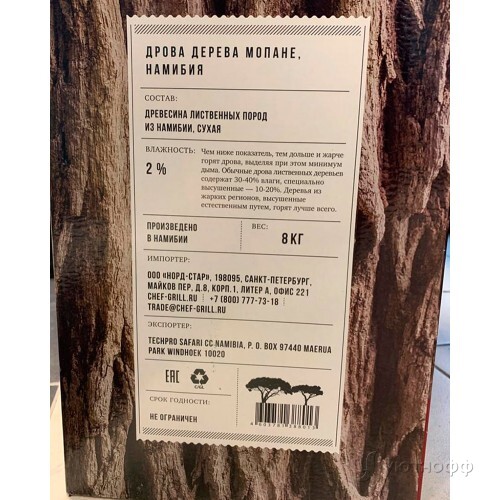 ДРОВА ДЕРЕВА МОПАНЕ,
НАМИБИЯ
СОСТАВ:
ДРЕВЕСИНА ЛИСТВЕННЫХ ПОРОД
ИЗ НАМИБИИ, СУХАЯ
ВЛАЖНОСТЬ:
2 %
Чем ниже показатель, тем дольше и жарче
горят дрова, выделяя при этом минимум
дыма. Обычные дрова лиственных деревьев
содержат 30-40% влаги, специально
высушенные — 10-20%. Деревья из
жарких регионов, высушенные
естественным путем, горят лучше всего.
ПРОИЗВЕДЕНО
В НАМИБИИ
ВЕС:
8 КГ
ИМПОРТЕР:
ООО «НОРД-СТАР», 198095, САНКТ-ПЕТЕРБУРГ,
МАЙКОВ ПЕР, Д.8, КОРП.1, ЛИТЕР А, ОФИС 221
CHEF-GRILL.RU | +7 (800) 777-73-18 |
TRADE@CHEF-GRILL.RU
ЭКСПОРТЕР:
TECHPRO SAFARI CC NAMIBIA, P. O. BOX 97440 MAERUA
PARK WINDHOEK 10020
EAC
СРОК ГОДНОСТИ:
НЕ ОГРАНИЧЕН